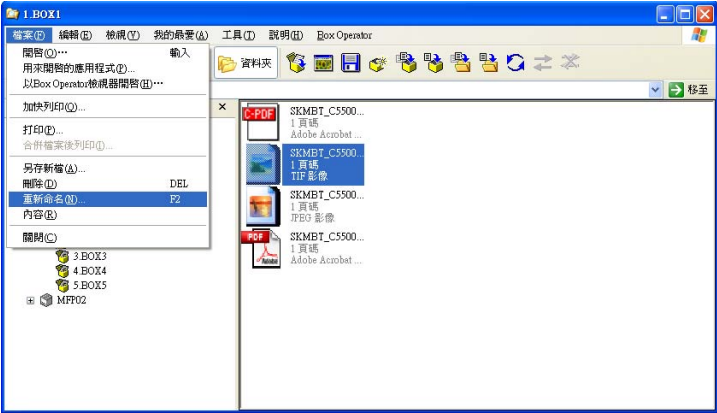 1.BOX1
檔案(F) 編輯(E) 檢視(V) 我的最愛(A) 工具(T) 說明(H) Box Operator
開啓(O)… 輸入
用來開啓的應用程式(P)...
以Box Operator檢視器開啓(H)…
加快列印(Q)...
打印(P)...
合併檔案後列印(I)...
另存新檔(A)...
刪除(D) DEL
重新命名(N)... F2
內容(R)
關閉(C)
資料夾
移至
3.BOX3
4.BOX4
5.BOX5
MFP02
C-PDF
SKMBT_C5500...
1 頁碼
Adobe Acrobat ...
SKMBT_C5500...
1 頁碼
TIF 影像
SKMBT_C5500...
1 頁碼
JPEG 影像
PDF
Adobe
SKMBT_C5500...
1 頁碼
Adobe Acrobat ...